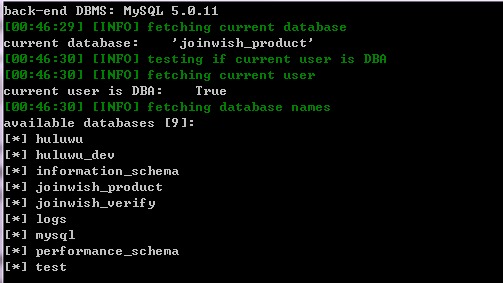 back-end DBMS: MySQL 5.0.11
[00:46:29] [INFO] fetching current database
current database:    'joinwish_product'
[00:46:30] [INFO] testing if current user is DBA
[00:46:30] [INFO] fetching current user
current user is DBA:    True
[00:46:30] [INFO] fetching database names
available databases [9]:
[*] huluwu
[*] huluwu_dev
[*] information_schema
[*] joinwish_product
[*] joinwish_verify
[*] logs
[*] mysql
[*] performance_schema
[*] test